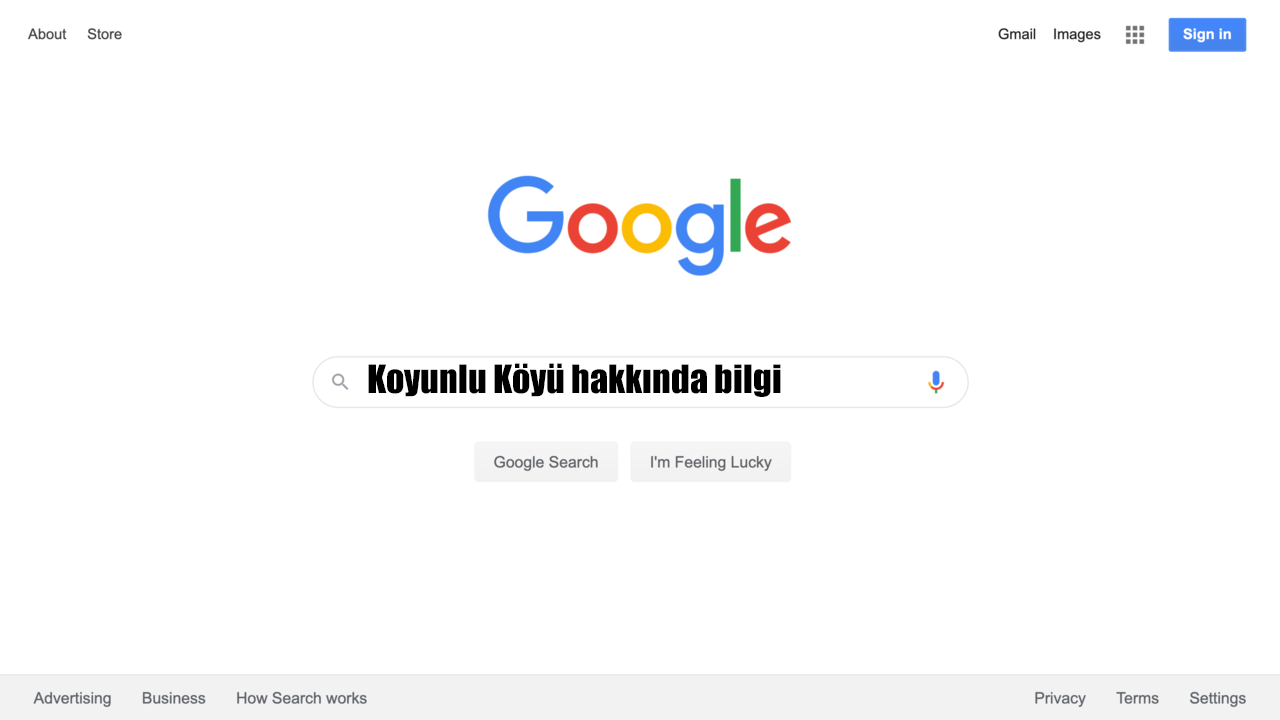 About Store Gmail Images Sign in
Google
Koyunlu Köyü hakkında bilgi
Google Search I'm Feeling Lucky
Advertising Business How Search works Privacy Terms Settings